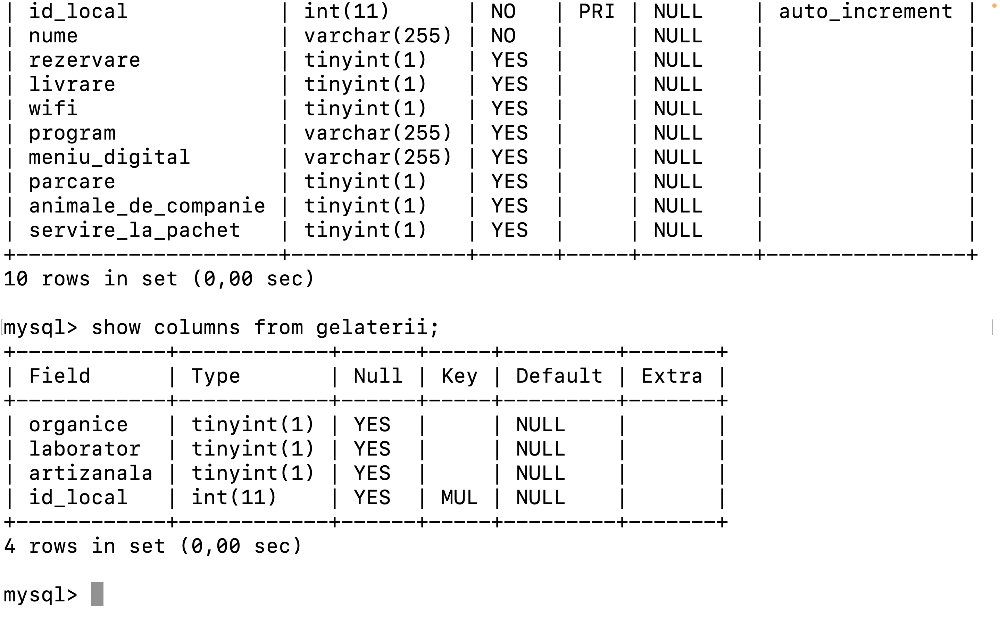 | id_local             | int(11)      | NO   | PRI | NULL    | auto_increment |
| nume                 | varchar(255) | NO   |     | NULL    |                |
| rezervare            | tinyint(1)   | YES  |     | NULL    |                |
| livrare              | tinyint(1)   | YES  |     | NULL    |                |
| wifi                 | tinyint(1)   | YES  |     | NULL    |                |
| program              | varchar(255) | YES  |     | NULL    |                |
| meniu_digital        | varchar(255) | YES  |     | NULL    |                |
| parcare              | tinyint(1)   | YES  |     | NULL    |                |
| animale_de_companie  | tinyint(1)   | YES  |     | NULL    |                |
| servire_la_pachet    | tinyint(1)   | YES  |     | NULL    |                |
+----------------------+--------------+------+-----+---------+----------------+
10 rows in set (0,00 sec)
mysql> show columns from gelaterii;
+------------+------------+------+-----+---------+-------+
| Field      | Type       | Null | Key | Default | Extra |
+------------+------------+------+-----+---------+-------+
| organice   | tinyint(1) | YES  |     | NULL    |       |
| laborator  | tinyint(1) | YES  |     | NULL    |       |
| artizanala | tinyint(1) | YES  |     | NULL    |       |
| id_local   | int(11)    | YES  | MUL | NULL    |       |
+------------+------------+------+-----+---------+-------+
4 rows in set (0,00 sec)
mysql>